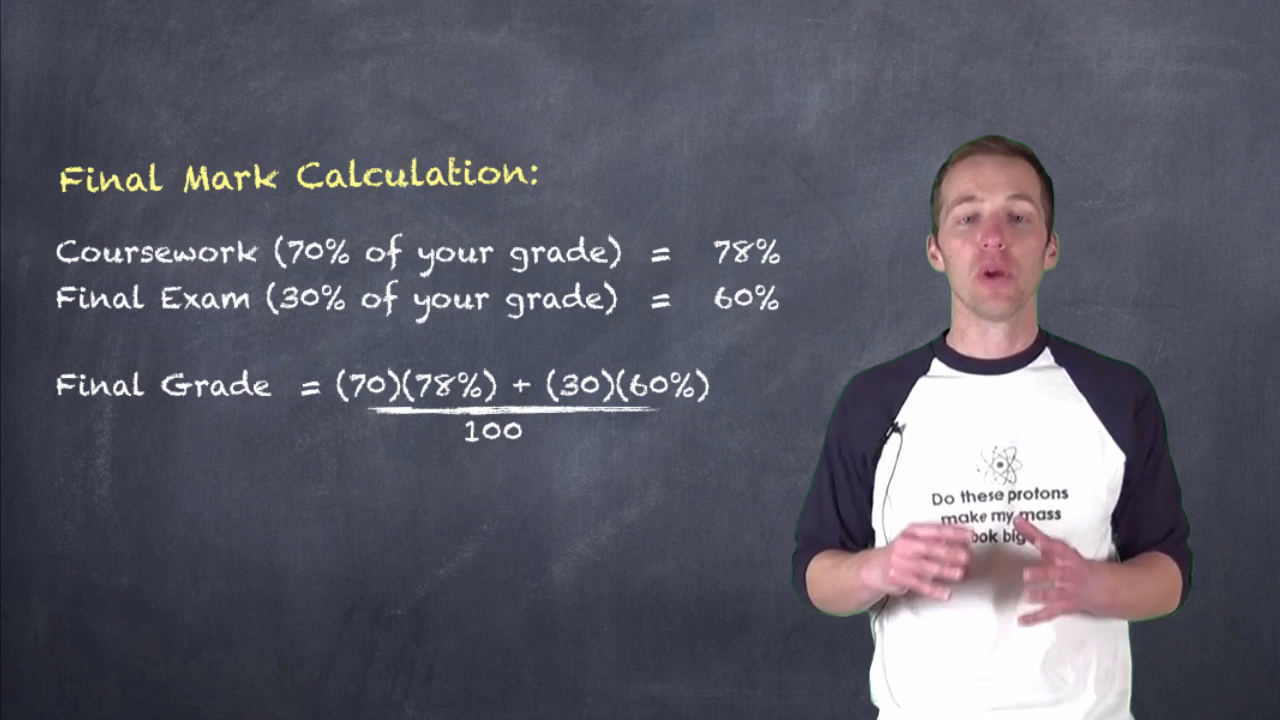 Final Mark Calculation:
Coursework (70% of your grade) = 78%
Final Exam (30% of your grade) = 60%
Final Grade = (70)(78%) + (30)(60%)
100
Do these protons
make my mass
big